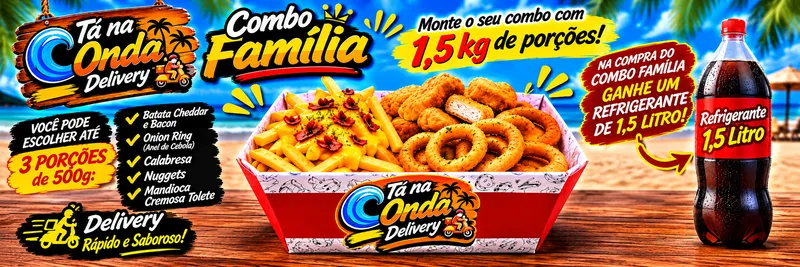 Tá na
Onda
Delivery
Combo
Família
Monte o seu combo com
1,5 kg de porções!
VOCÊ PODE
ESCOLHER ATÉ
3 PORÇÕES
de 500g:
Batata Cheddar
e Bacon
Onion Ring
(Anel de Cebola)
Calabresa
Nuggets
Mandioca
Cremosa Tolete
Delivery
Rápido e Saboroso!
Tá na
Onda
Delivery
NA COMPRA DO
COMBO FAMÍLIA
GANHE UM
REFRIGERANTE
DE 1,5 LITRO!
Refrigerante
1,5 Litro